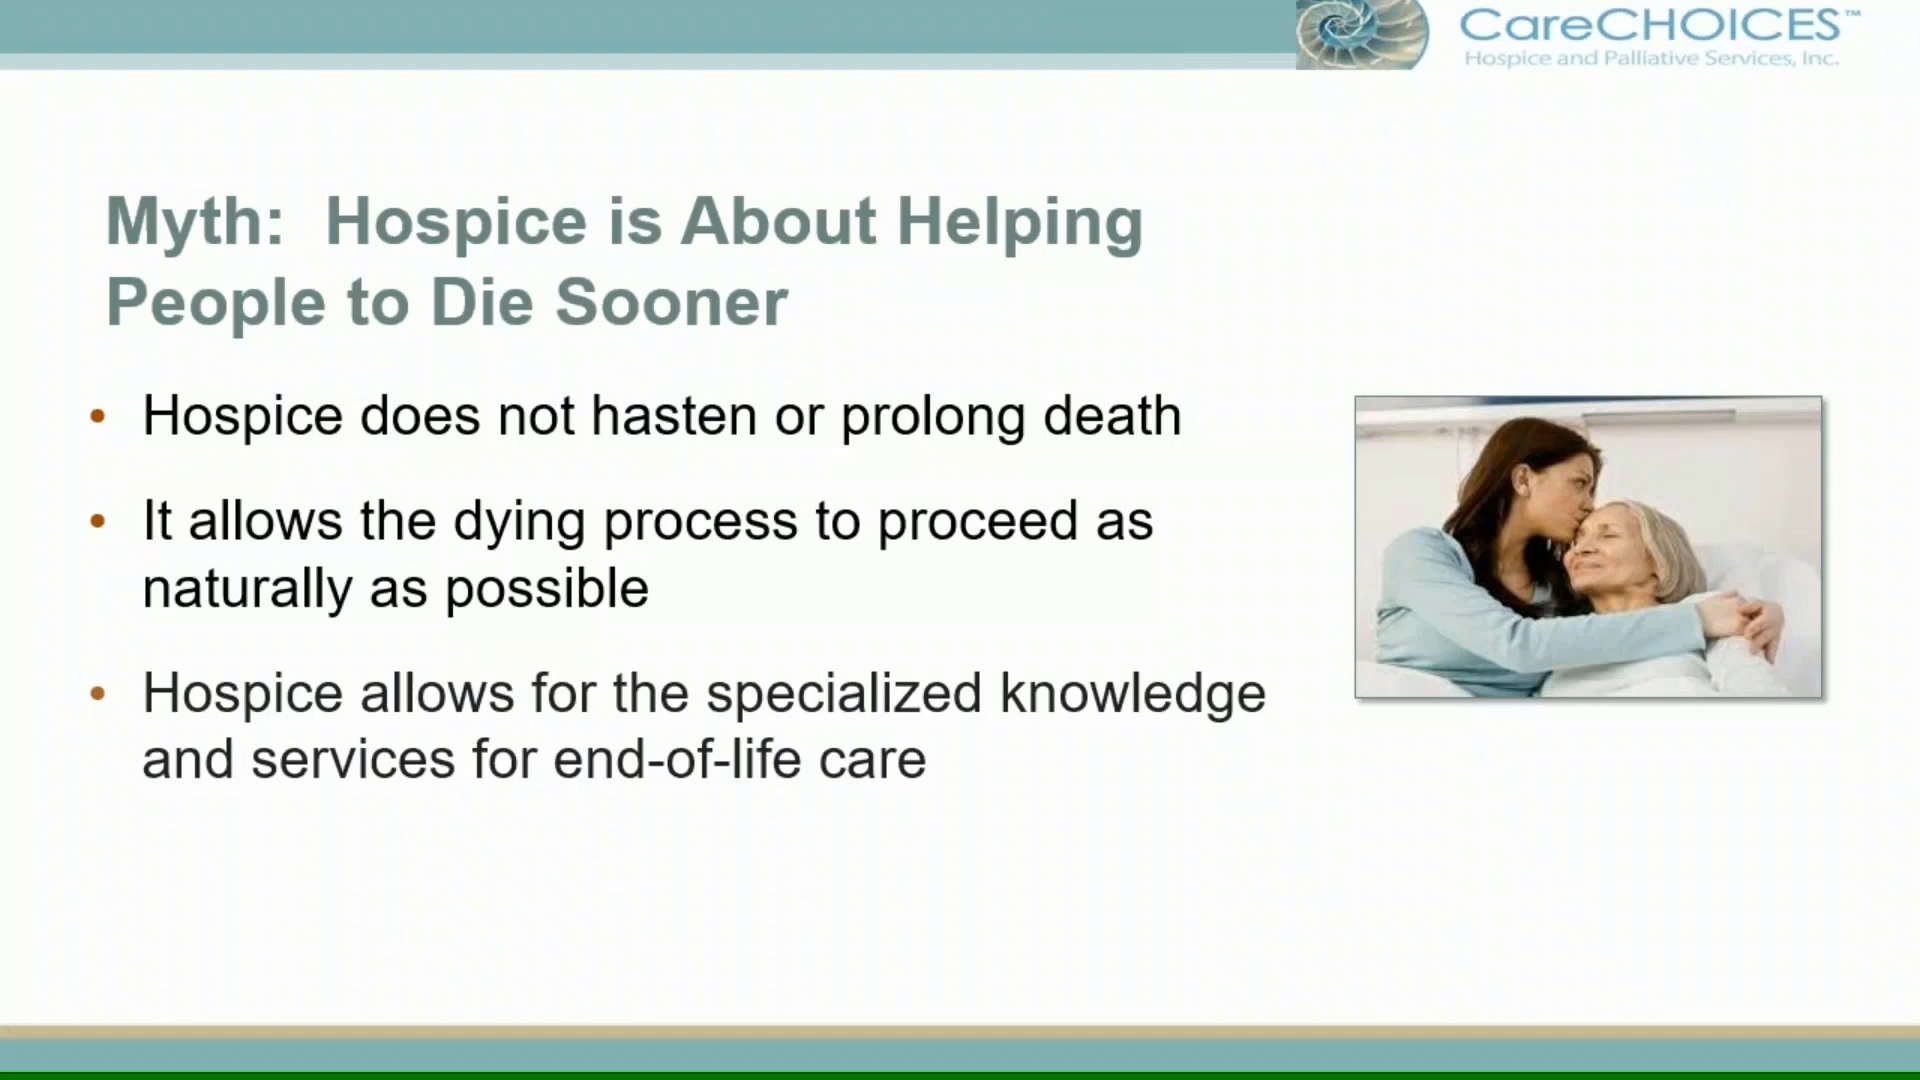 CareCHOICES™
Hospice and Palliative Services, Inc.
Myth: Hospice is About Helping
People to Die Sooner
• Hospice does not hasten or prolong death
• It allows the dying process to proceed as
naturally as possible
• Hospice allows for the specialized knowledge
and services for end-of-life care